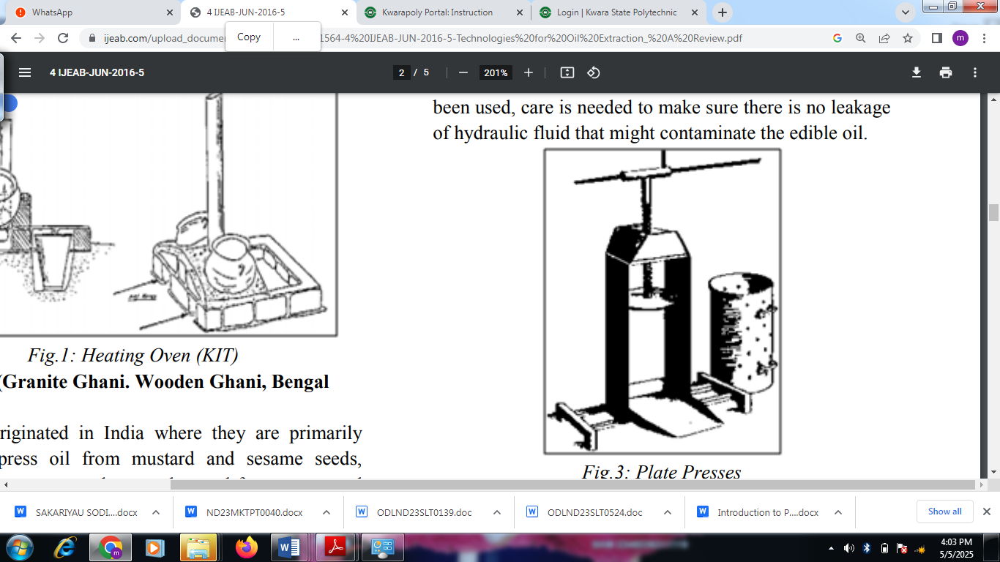 WhatsApp
4 IJEAB-JUN-2016-5
Kwarapoly Portal: Instruction
Login | Kwara State Polytechnic
ijeab.com/upload_documen
1564-4%20IJEAB-JUN-2016-5-Technologies%20for%20Oil%20Extraction_%20A%20Review.pdf
Copy
...
m
4 IJEAB-JUN-2016-5
2 / 5
201%
been used, care is needed to make sure there is no leakage
of hydraulic fluid that might contaminate the edible oil.
Fig.1: Heating Oven (KIT)
(Granite Ghani. Wooden Ghani, Bengal
riginated in India where they are primarily
press oil from mustard and sesame seeds,
Fig.3: Plate Presses
SAKARIYAU SODI....docx
ND23MKTPT0040.docx
ODLND23SLT0139.doc
ODLND23SLT0524.doc
Introduction to P....docx
Show all
m
4:03 PM
5/5/2025